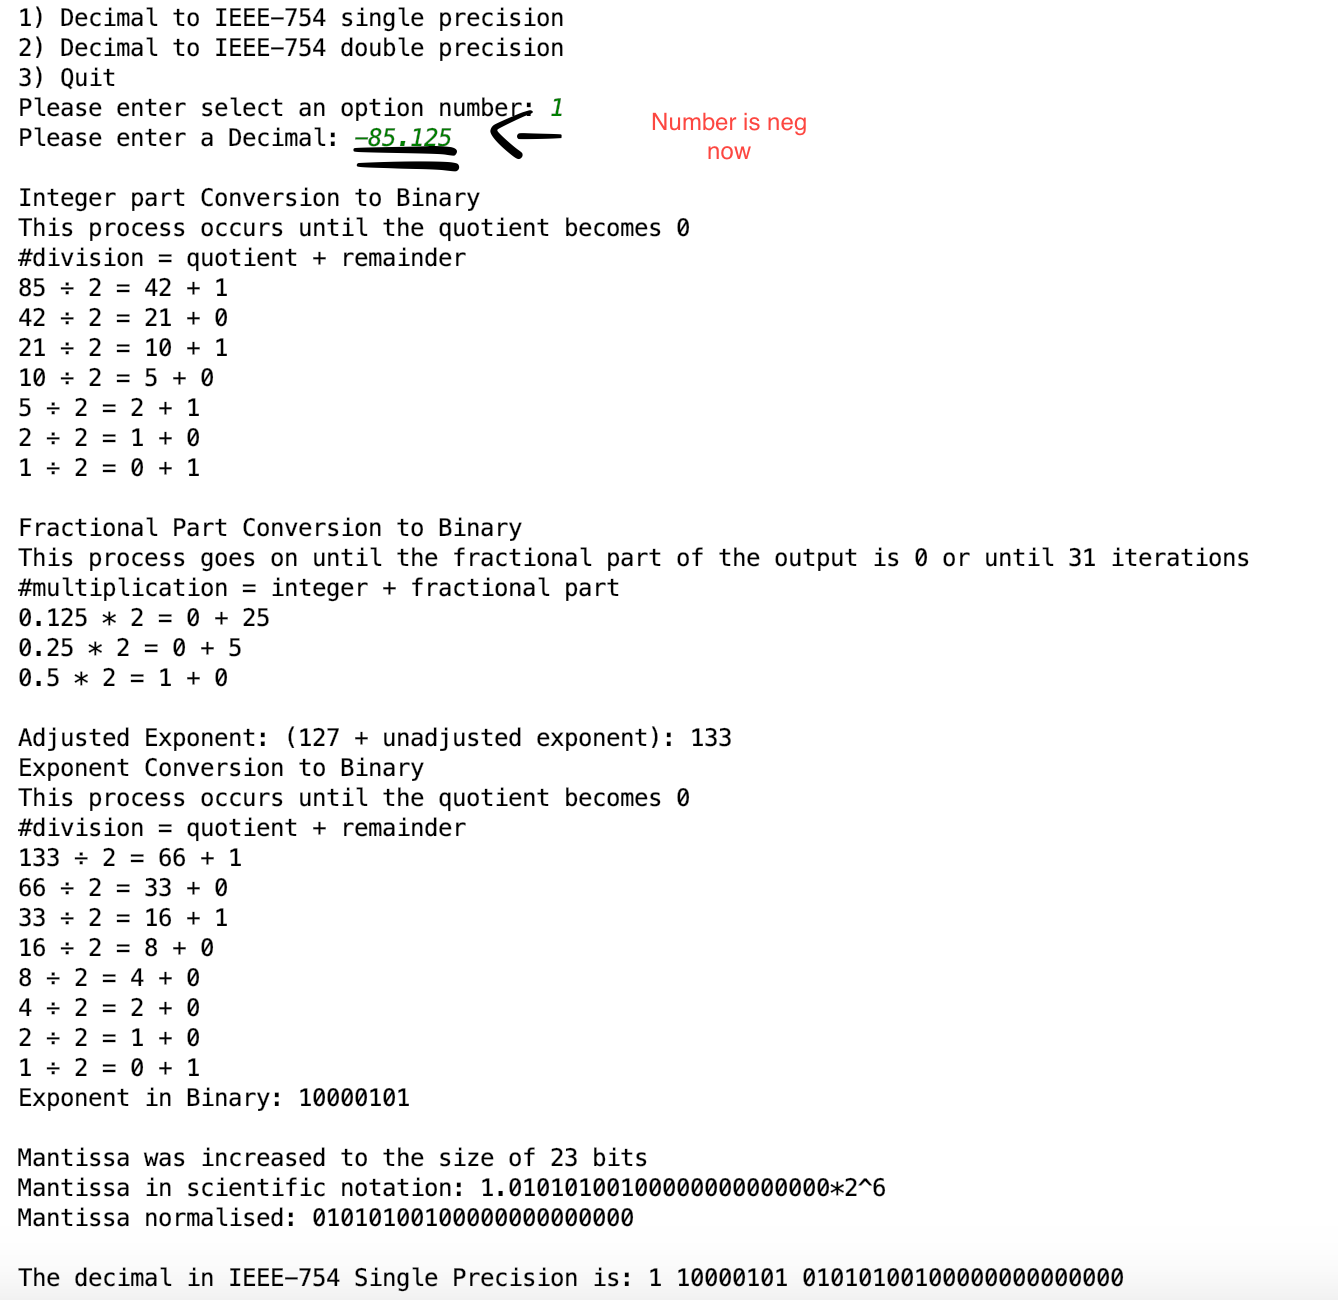 1) Decimal to IEEE-754 single precision
2) Decimal to IEEE-754 double precision
3) Quit
Please enter select an option number: 1
Please enter a Decimal: -85.125
Number is neg
now
Integer part Conversion to Binary
This process occurs until the quotient becomes 0
#division = quotient + remainder
85 ÷ 2 = 42 + 1
42 ÷ 2 = 21 + 0
21 ÷ 2 = 10 + 1
10 ÷ 2 = 5 + 0
5 ÷ 2 = 2 + 1
2 ÷ 2 = 1 + 0
1 ÷ 2 = 0 + 1
Fractional Part Conversion to Binary
This process goes on until the fractional part of the output is 0 or until 31 iterations
#multiplication = integer + fractional part
0.125 * 2 = 0 + 25
0.25 * 2 = 0 + 5
0.5 * 2 = 1 + 0
Adjusted Exponent: (127 + unadjusted exponent): 133
Exponent Conversion to Binary
This process occurs until the quotient becomes 0
#division = quotient + remainder
133 ÷ 2 = 66 + 1
66 ÷ 2 = 33 + 0
33 ÷ 2 = 16 + 1
16 ÷ 2 = 8 + 0
8 ÷ 2 = 4 + 0
4 ÷ 2 = 2 + 0
2 ÷ 2 = 1 + 0
1 ÷ 2 = 0 + 1
Exponent in Binary: 10000101
Mantissa was increased to the size of 23 bits
Mantissa in scientific notation: 1.01010100100000000000000*2^6
Mantissa normalised: 01010100100000000000000
The decimal in IEEE-754 Single Precision is: 1 10000101 01010100100000000000000